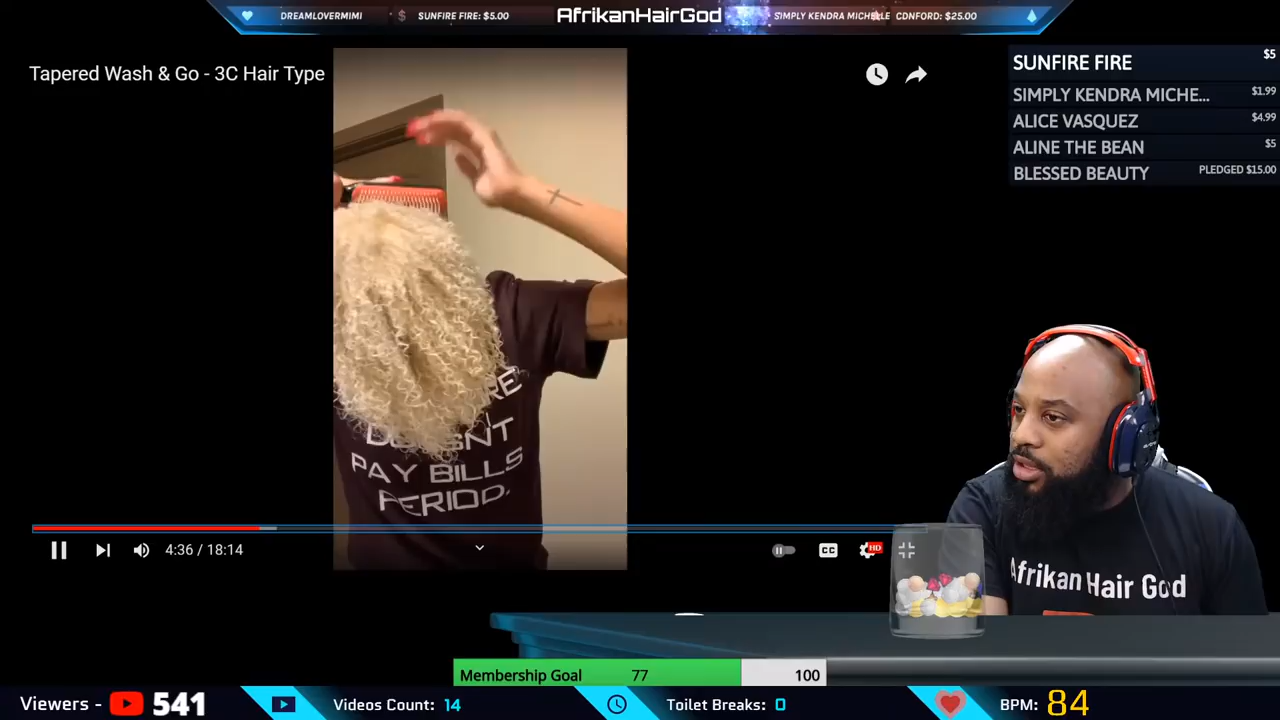 DREAMLOVERMIMI
$ SUNFIRE FIRE: $5.00
AfrikanHairGod
SIMPLY KENDRA MICHELLE
CDNFORD: $25.00
Tapered Wash & Go - 3C Hair Type
SUNFIRE FIRE $5
SIMPLY KENDRA MICHE... $1.99
ALICE VASQUEZ $4.99
ALINE THE BEAN $5
BLESSED BEAUTY PLEDGED $15.00
PAY BILLS
PERIOD.
4:36 / 18:14
CC
HD
Afrikan Hair God
Membership Goal 77 100
Viewers - 541
Videos Count: 14
Toilet Breaks: 0
BPM: 84